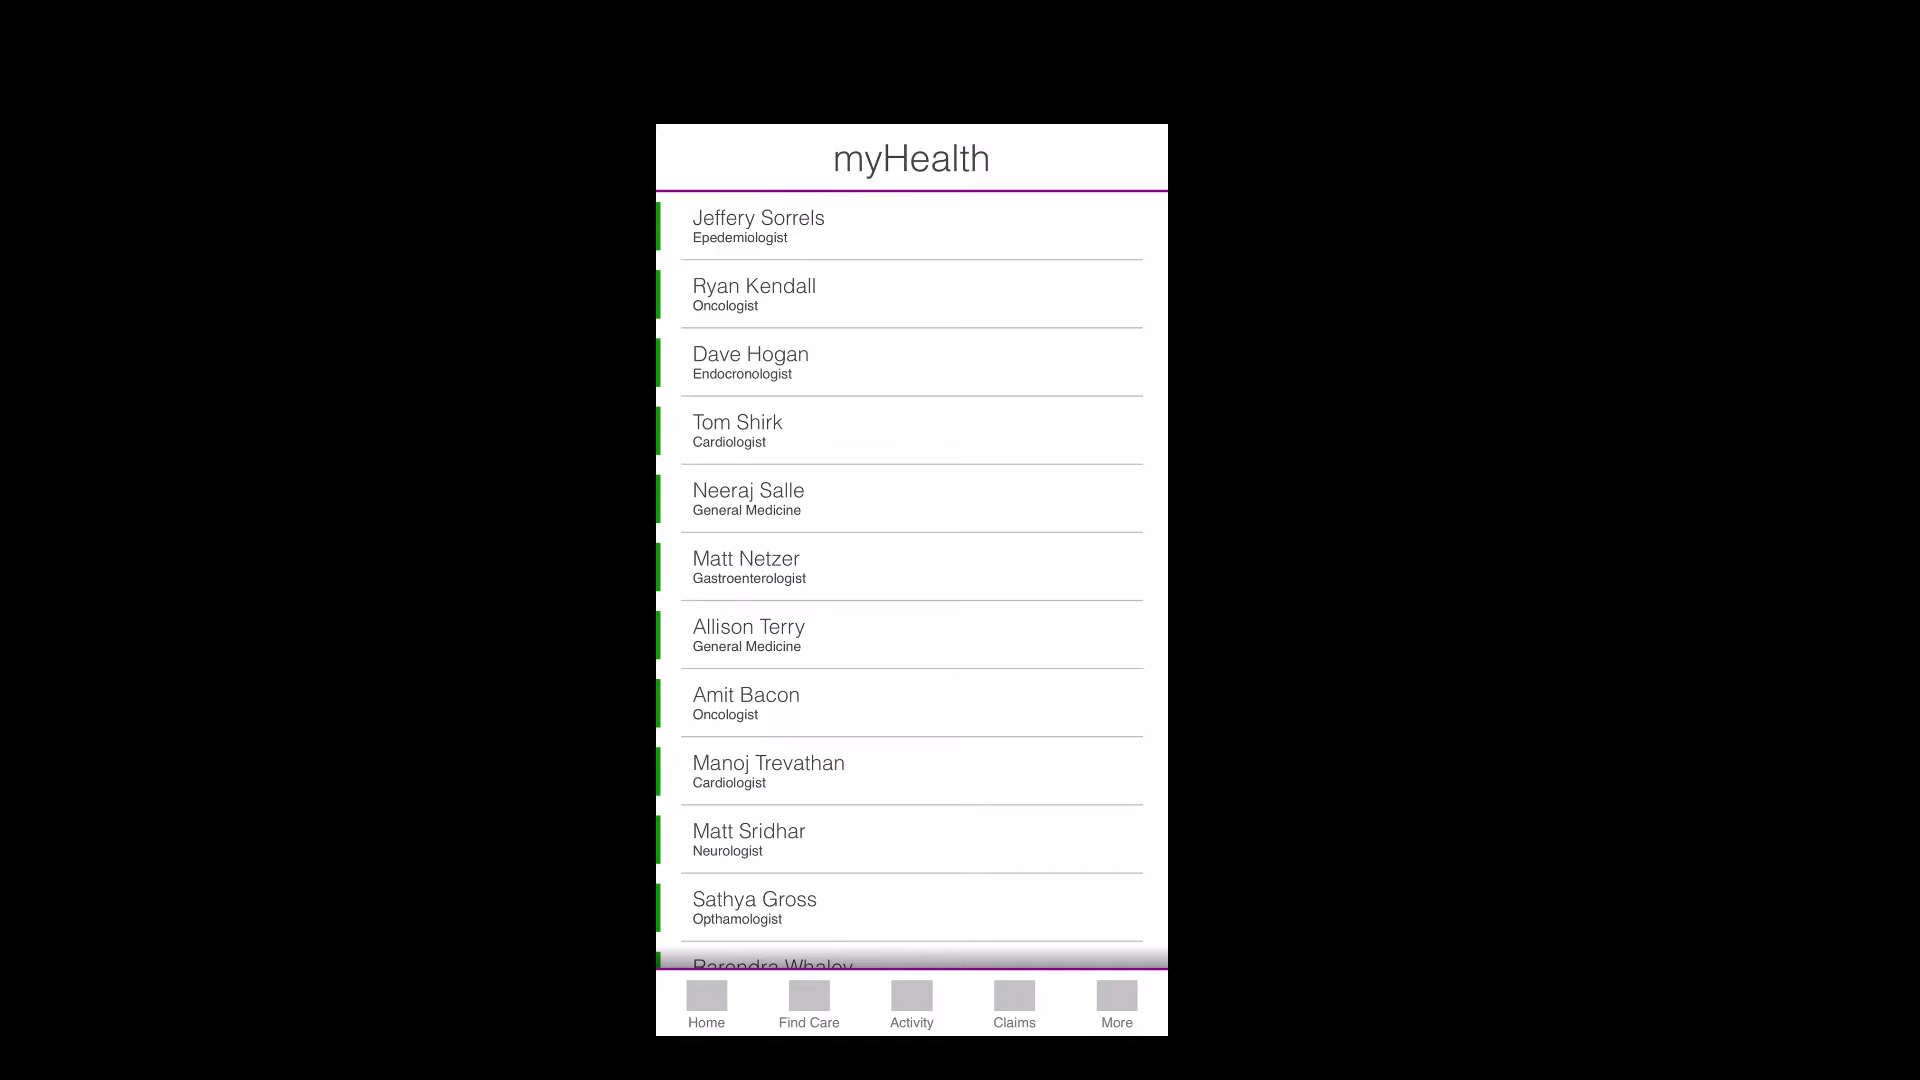 myHealth
Jeffery Sorrels
Epedemiologist
Ryan Kendall
Oncologist
Dave Hogan
Endocronologist
Tom Shirk
Cardiologist
Neeraj Salle
General Medicine
Matt Netzer
Gastroenterologist
Allison Terry
General Medicine
Amit Bacon
Oncologist
Manoj Trevathan
Cardiologist
Matt Sridhar
Neurologist
Sathya Gross
Opthamologist
Home Find Care Activity Claims More